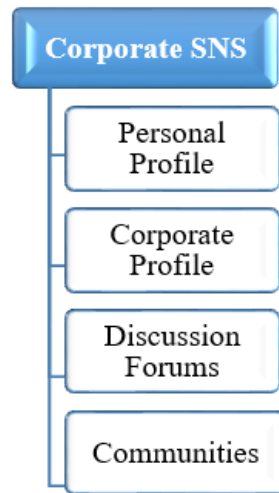 Corporate SNS
Personal
Profile
Corporate
Profile
Discussion
Forums
Communities